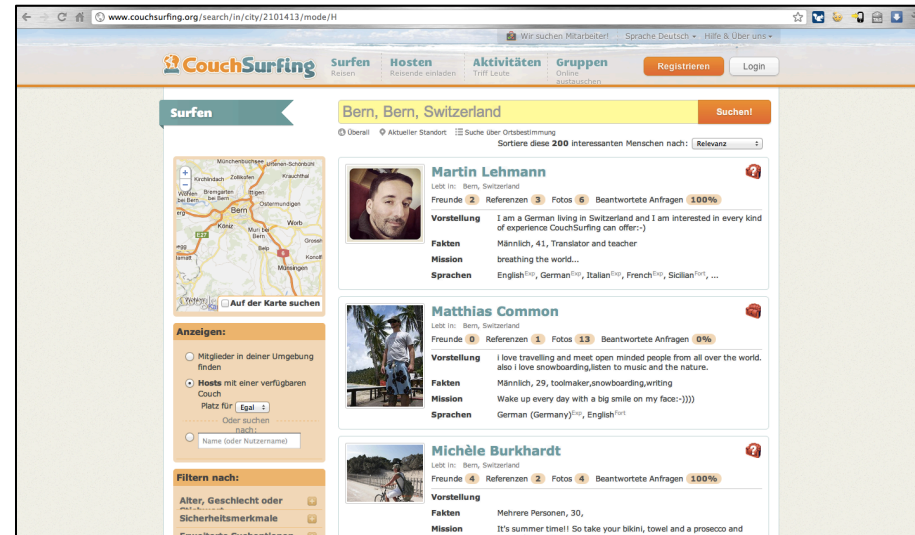 www.couchsurfing.org/search/in/city/2101413/mode/H
Wir suchen Mitarbeiter! Sprache Deutsch Hilfe & Über uns
CouchSurfing
Surfen Hosten Aktivitäten Gruppen
Reisen Reisende einladen Triff Leute Online austauschen
Registrieren Login
Surfen
Bern, Bern, Switzerland Suchen!
Überall Aktueller Standort Suche über Ortsbestimmung
Sortiere diese 200 interessanten Menschen nach: Relevanz
Münchenbuchsee Urtenen-Schönbühl
Kirchlindach Zollikofen Krauchthal
Wohlen bei Bern Bremgarten bei Bern Ittigen
Ostermundigen
Bern
Worb
Köniz Muri bei Bern
E27
Belp
6
Münsingen
Auf der Karte suchen
Anzeigen:
Mitglieder in deiner Umgebung
finden
Hosts mit einer verfügbaren
Couch
Platz für Egal
Oder suchen
nach:
Name (oder Nutzername)
Filtern nach:
Alter, Geschlecht oder
Sicherheitsmerkmale
Martin Lehmann
Lebt in: Bern, Switzerland
Freunde 2 Referenzen 3 Fotos 6 Beantwortete Anfragen 100%
Vorstellung I am a German living in Switzerland and I am interested in every kind
of experience CouchSurfing can offer:-)
Fakten Männlich, 41, Translator and teacher
Mission breathing the world...
Sprachen English Exp, German Exp, Italian Exp, French Exp, Sicilian Fort, ...
Matthias Common
Lebt in: Bern, Switzerland
Freunde 0 Referenzen 1 Fotos 13 Beantwortete Anfragen 0%
Vorstellung i love travelling and meet open minded people from all over the world.
also i love snowboarding,listen to music and the nature.
Fakten Männlich, 29, toolmaker,snowboarding,writing
Mission Wake up every day with a big smile on my face:-))))
Sprachen German (Germany) Exp, English Fort
Michèle Burkhardt
Lebt in: Bern, Switzerland
Freunde 4 Referenzen 2 Fotos 4 Beantwortete Anfragen 100%
Vorstellung
Fakten Mehrere Personen, 30,
Mission It's summer time!! So take your bikini, towel and a prosecco and